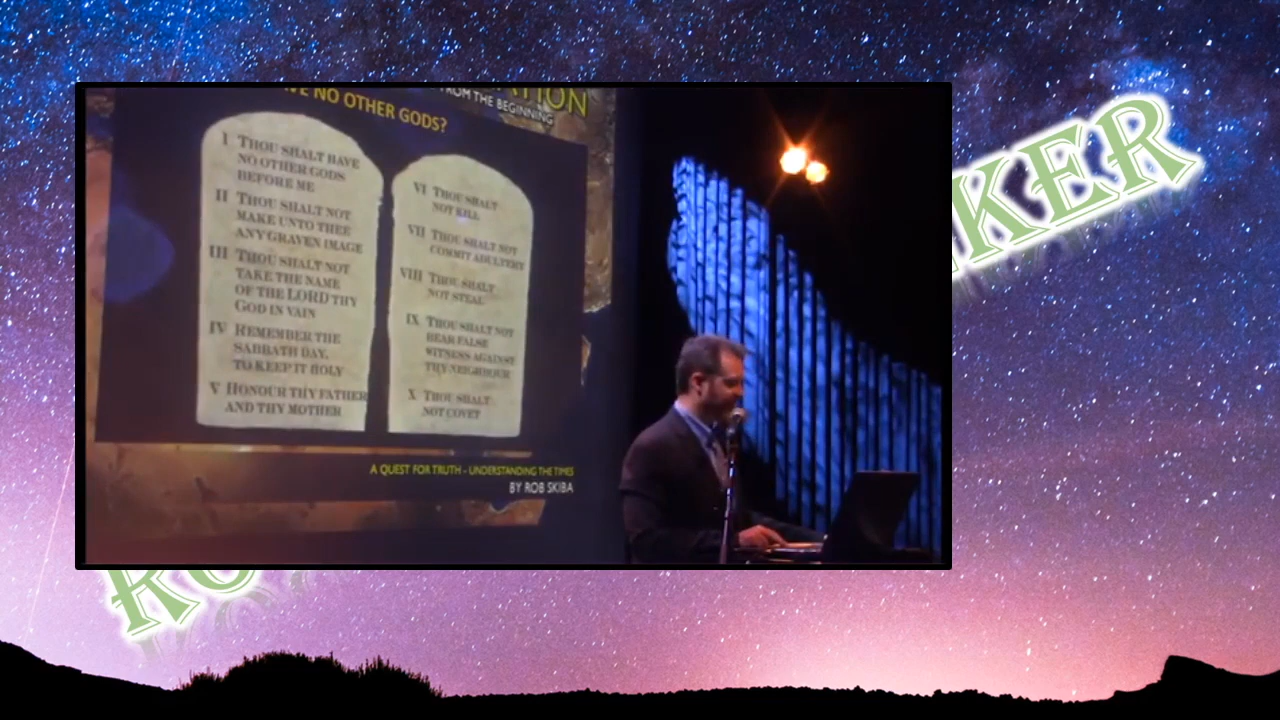 ATION
FROM THE BEGINNING
VE NO OTHER GODS?
I THOU SHALT HAVE
NO OTHER GODS
BEFORE ME
II THOU SHALT NOT
MAKE UNTO THEE
ANY GRAVEN IMAGE
III THOU SHALT NOT
TAKE THE NAME
OF THE LORD THY
GOD IN VAIN
IV REMEMBER THE
SABBATH DAY,
TO KEEP IT HOLY
V HONOUR THY FATHER
AND THY MOTHER
VI THOU SHALT
NOT KILL
VII THOU SHALT NOT
COMMIT ADULTERY
VIII THOU SHALT
NOT STEAL
IX THOU SHALT NOT
BEAR FALSE
WITNESS AGAINST
THY NEIGHBOUR
X THOU SHALT
NOT COVET
A QUEST FOR TRUTH - UNDERSTANDING THE TIMES
BY ROB SKIBA
KER
RO